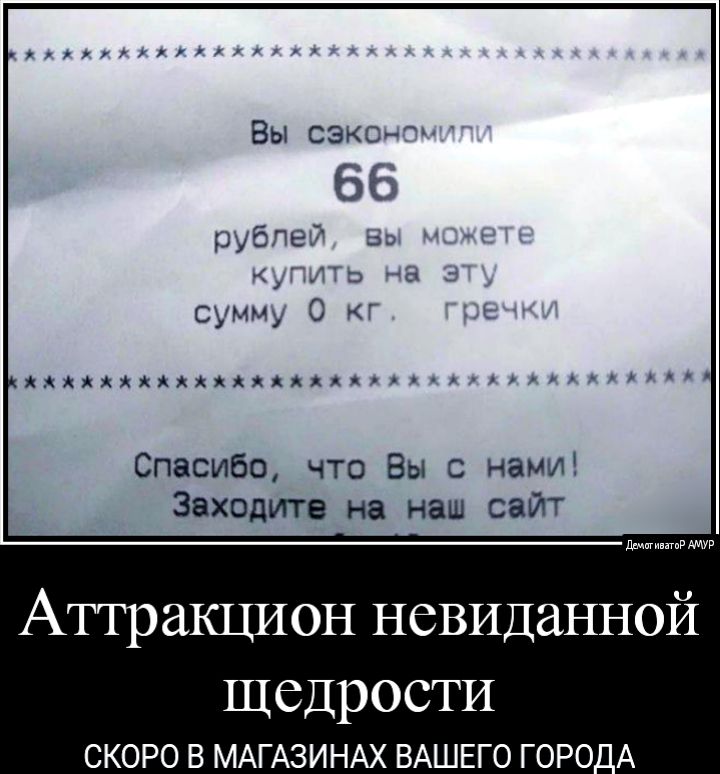 ********************************************
Вы сэкономили
66
рублей, вы можете
купить на эту
сумму 0 кг. гречки
********************************************
Спасибо, что Вы с нами!
Заходите на наш сайт
ДемотиватоР АМУР
Аттракцион невиданной
щедрости
СКОРО В МАГАЗИНАХ ВАШЕГО ГОРОДА